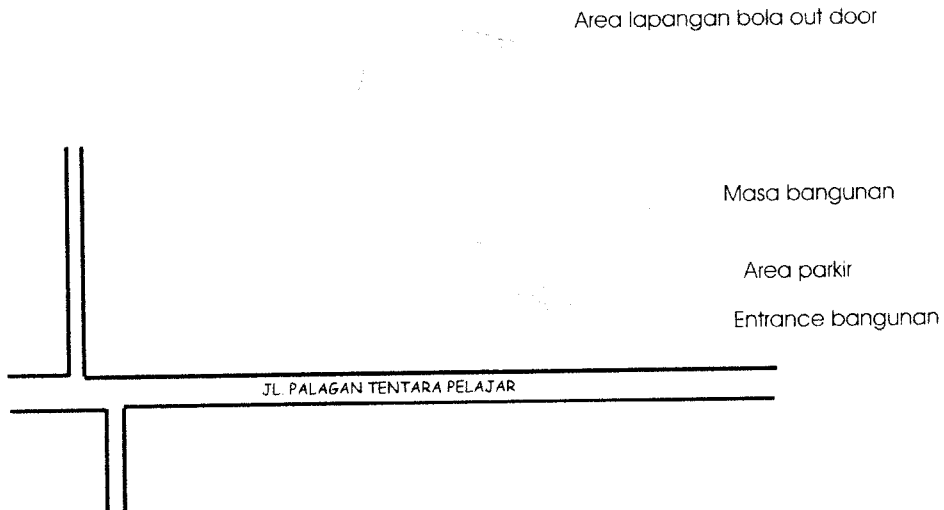 Area lapangan bola out door
Masa bangunan
Area parkir
Entrance bangunan
JL. PALAGAN TENTARA PELAJAR